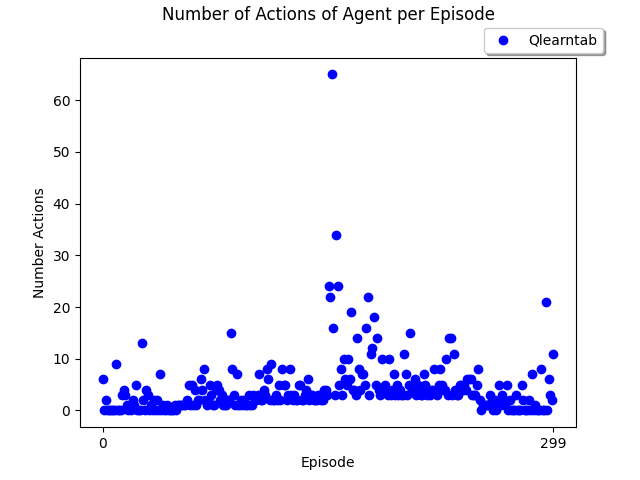 Number of Actions of Agent per Episode
Qlearntab
60
50
40
30
20
10
0
Number Actions
0 299
Episode